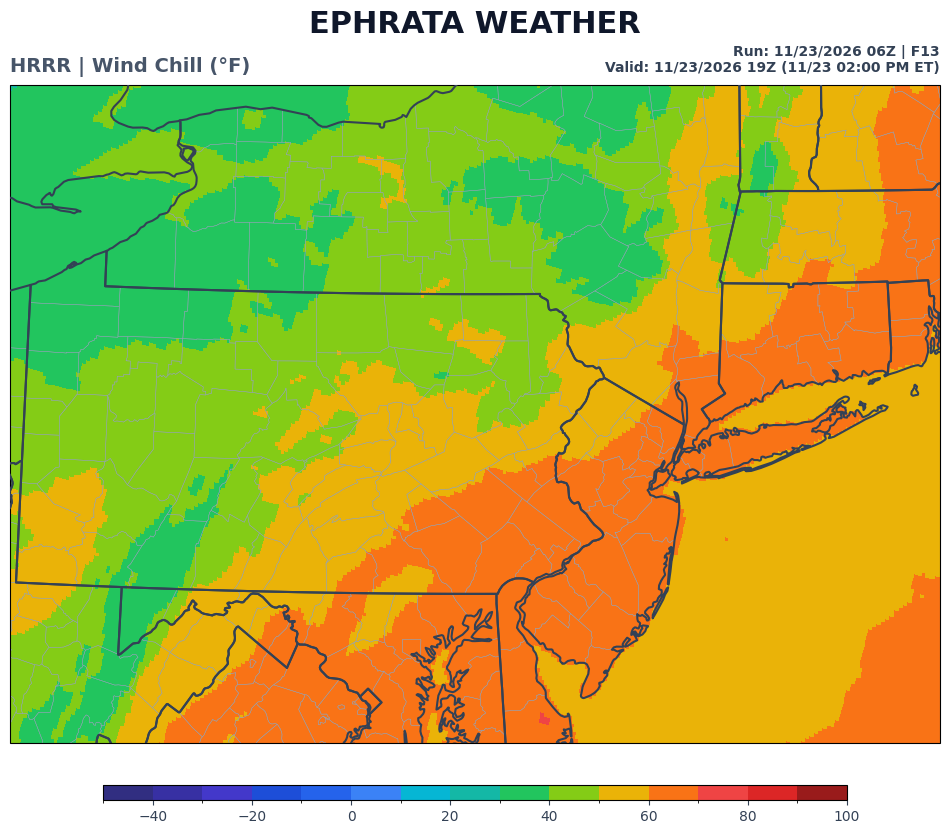 EPHRATA WEATHER
HRRR | Wind Chill (°F)
Run: 11/23/2026 06Z | F13
Valid: 11/23/2026 19Z (11/23 02:00 PM ET)
−40 −20 0 20 40 60 80 100